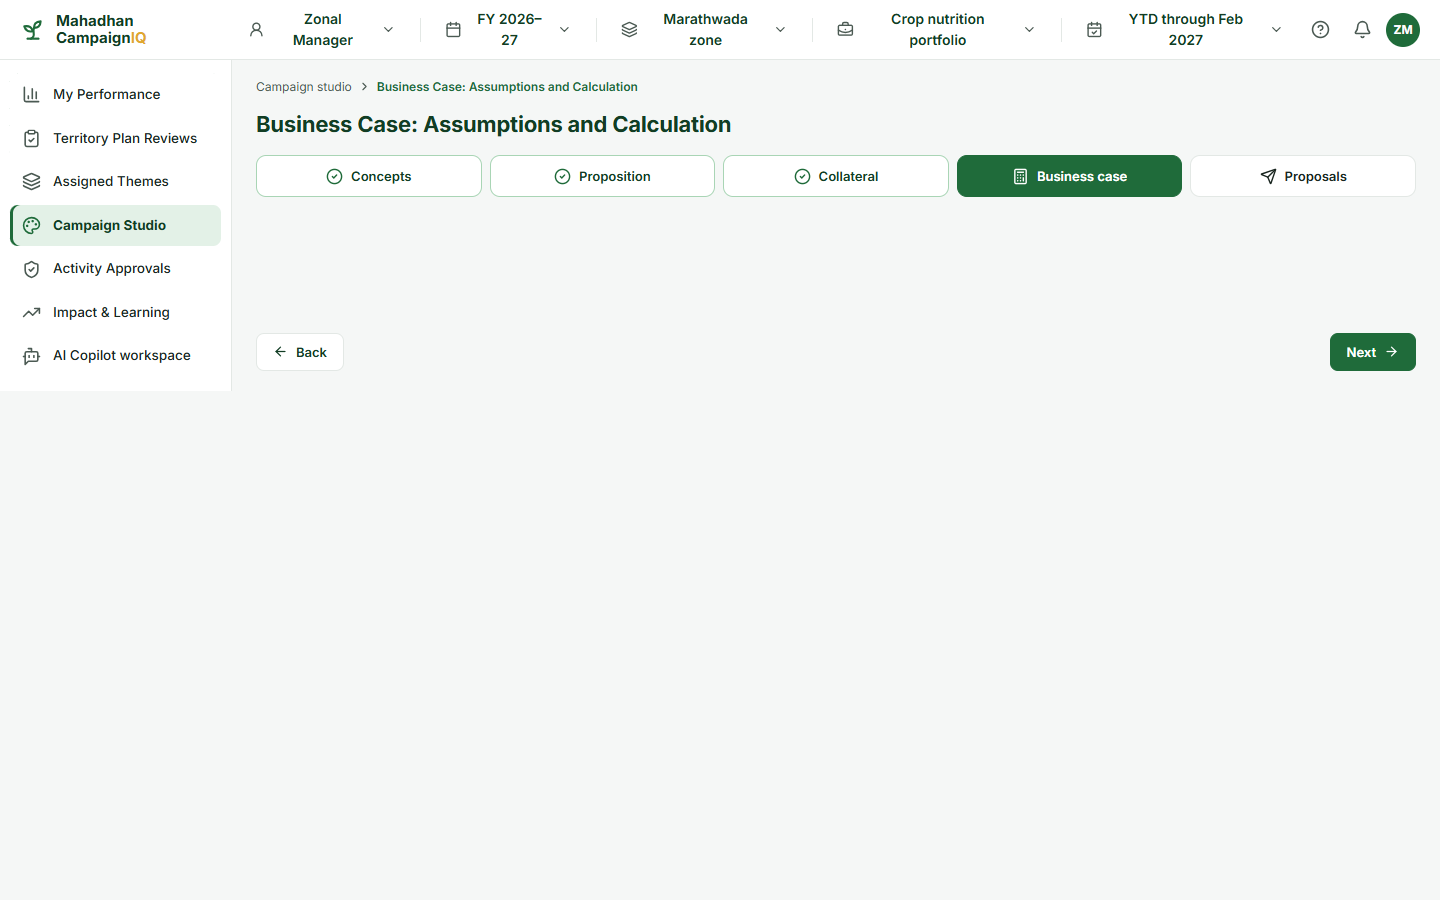 Mahadhan
CampaignIQ
Zonal
Manager
FY 2026–
27
Marathwada
zone
Crop nutrition
portfolio
YTD through Feb
2027
ZM
My Performance
Territory Plan Reviews
Assigned Themes
Campaign Studio
Activity Approvals
Impact & Learning
AI Copilot workspace
Campaign studio > Business Case: Assumptions and Calculation
Business Case: Assumptions and Calculation
Concepts
Proposition
Collateral
Business case
Proposals
Back
Next